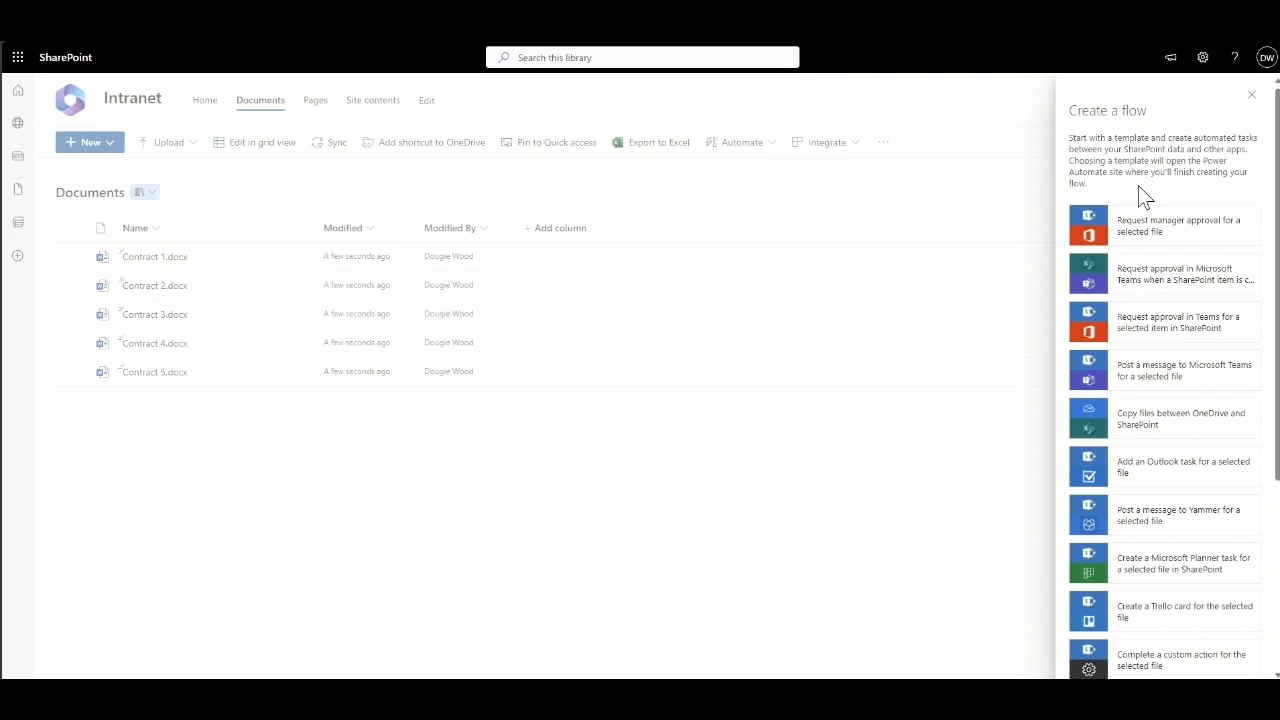 SharePoint
Search this library
DW
Intranet
Home Documents Pages Site contents Edit
New Upload Edit in grid view Sync Add shortcut to OneDrive Pin to Quick access Export to Excel Automate Integrate ...
Documents
Name Modified Modified By + Add column
Contract 1.docx A few seconds ago Dougie Wood
Contract 2.docx A few seconds ago Dougie Wood
Contract 3.docx A few seconds ago Dougie Wood
Contract 4.docx A few seconds ago Dougie Wood
Contract 5.docx A few seconds ago Dougie Wood
Create a flow
Start with a template and create automated tasks
between your SharePoint data and other apps.
Choosing a template will open the Power
Automate site where you'll finish creating your
flow.
Request manager approval for a
selected file
Request approval in Microsoft
Teams when a SharePoint item is c...
Request approval in Teams for a
selected item in SharePoint
Post a message to Microsoft Teams
for a selected file
Copy files between OneDrive and
SharePoint
Add an Outlook task for a selected
file
Post a message to Yammer for a
selected file
Create a Microsoft Planner task for
a selected file in SharePoint
Create a Trello card for the selected
file
Complete a custom action for the
selected file